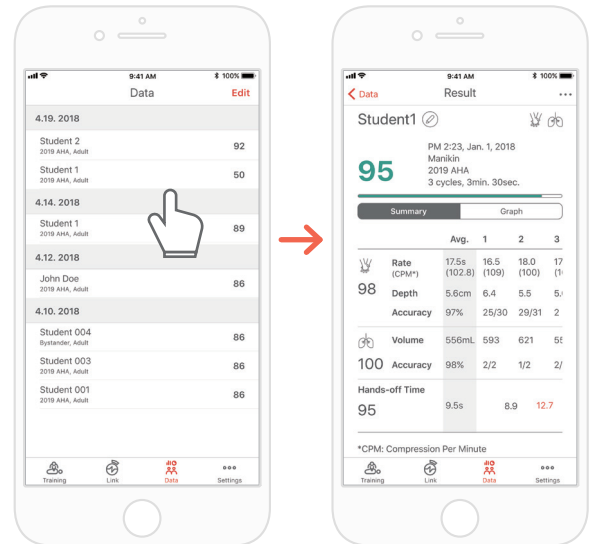 9:41 AM 100%
Data Edit
4.19. 2018
Student 2
2019 AHA, Adult
92
Student 1
2019 AHA, Adult
50
4.14. 2018
Student 1
2019 AHA, Adult
89
4.12. 2018
John Doe
2019 AHA, Adult
86
4.10. 2018
Student 004
Bystander, Adult
86
Student 003
2019 AHA, Adult
86
Student 001
2019 AHA, Adult
86
Training Link Data Settings
9:41 AM 100%
Data Result
Student1
95
PM 2:23, Jan. 1, 2018
Manikin
2019 AHA
3 cycles, 3min. 30sec.
Summary Graph
Avg. 1 2 3
98
Rate 17.5s 16.5 18.0 17
(CPM*) (102.8) (109) (100)
Depth 5.6cm 6.4 5.5 5.
Accuracy 97% 25/30 29/31 2
Volume 556mL 593 621
100 Accuracy 98% 2/2 1/2 2/
Hands-off Time
95 9.5s 8.9 12.7
*CPM: Compression Per Minute
Training Link Data Settings